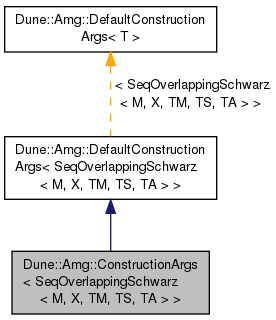 Dune::Amg::DefaultConstruction
Args< T >
< SeqOverlappingSchwarz
< M, X, TM, TS, TA > >
Dune::Amg::DefaultConstruction
Args< SeqOverlappingSchwarz
< M, X, TM, TS, TA > >
Dune::Amg::ConstructionArgs
< SeqOverlappingSchwarz
< M, X, TM, TS, TA > >